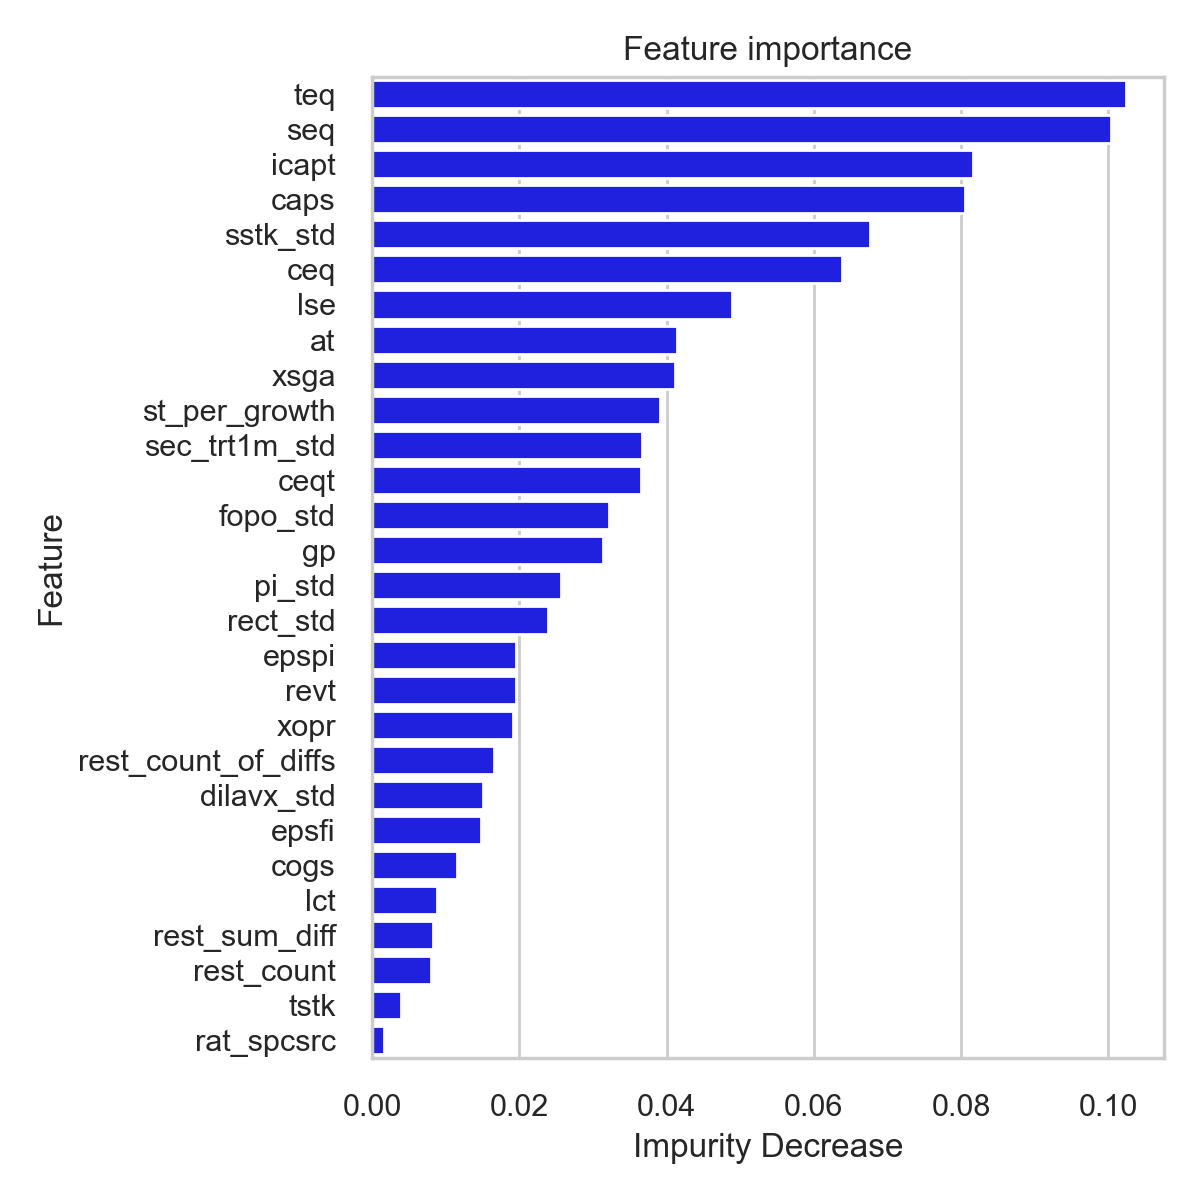 Feature importance
teq
seq
icapt
caps
sstk_std
ceq
lse
at
xsga
st_per_growth
sec_trt1m_std
ceqt
fopo_std
gp
pi_std
rect_std
epspi
revt
xopr
rest_count_of_diffs
dilavx_std
epsfi
cogs
lct
rest_sum_diff
rest_count
tstk
rat_spcsrc
Feature
0.00 0.02 0.04 0.06 0.08 0.10
Impurity Decrease